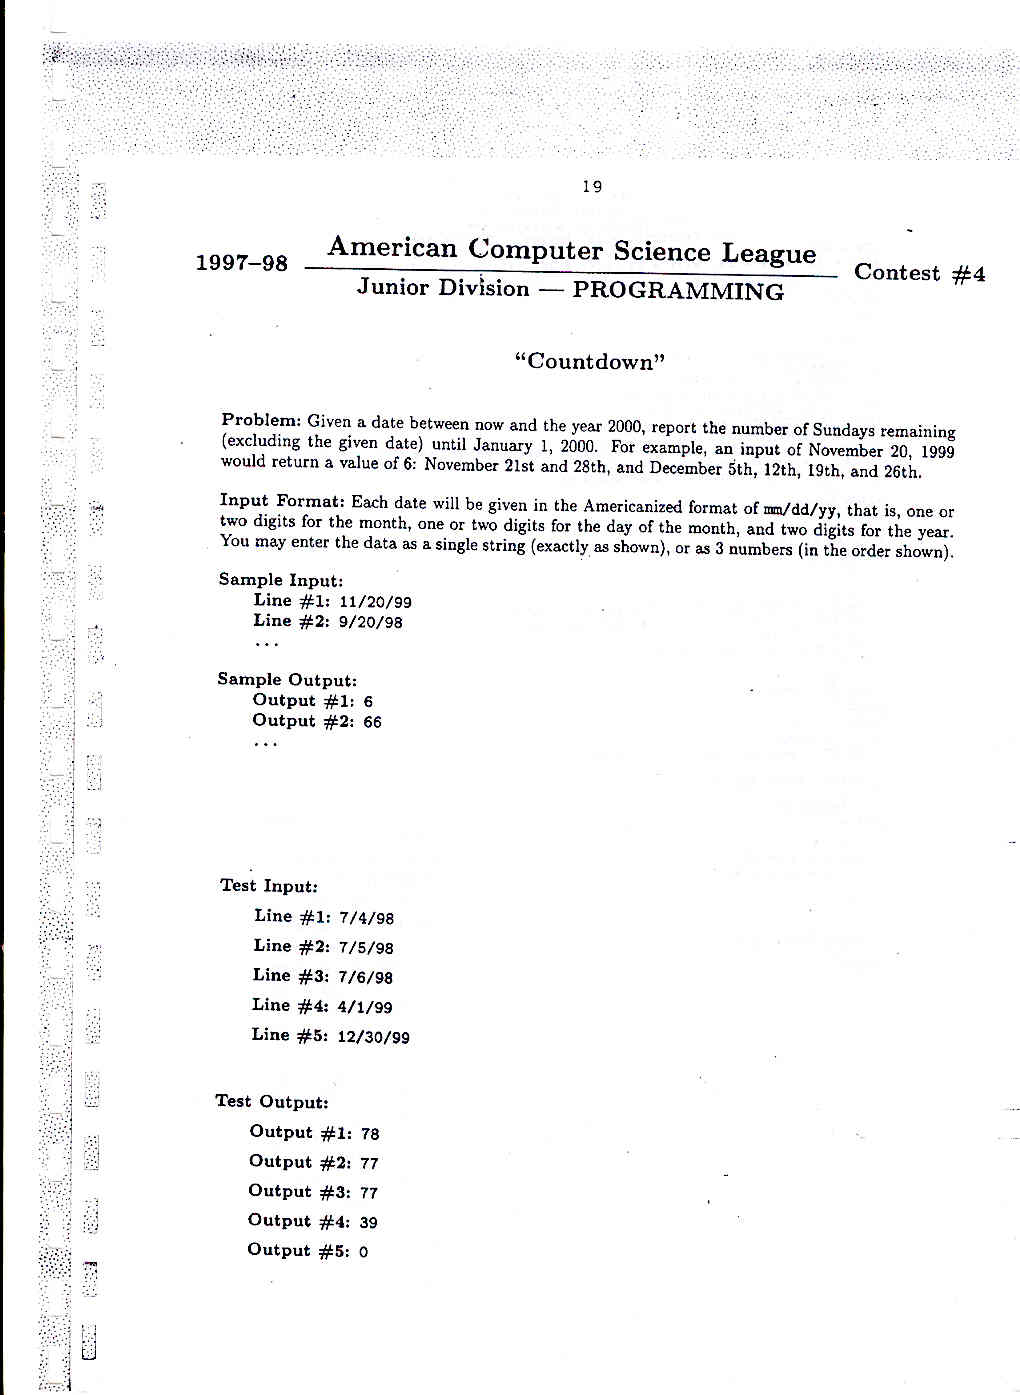 19
1997–98 American Computer Science League Contest #4
Junior Division — PROGRAMMING
“Countdown”
Problem: Given a date between now and the year 2000, report the number of Sundays remaining
(excluding the given date) until January 1, 2000. For example, an input of November 20, 1999
would return a value of 6: November 21st and 28th, and December 5th, 12th, 19th, and 26th.
Input Format: Each date will be given in the Americanized format of mm/dd/yy, that is, one or
two digits for the month, one or two digits for the day of the month, and two digits for the year.
You may enter the data as a single string (exactly as shown), or as 3 numbers (in the order shown).
Sample Input:
Line #1: 11/20/99
Line #2: 9/20/98
...
Sample Output:
Output #1: 6
Output #2: 66
...
Test Input:
Line #1: 7/4/98
Line #2: 7/5/98
Line #3: 7/6/98
Line #4: 4/1/99
Line #5: 12/30/99
Test Output:
Output #1: 78
Output #2: 77
Output #3: 77
Output #4: 39
Output #5: 0